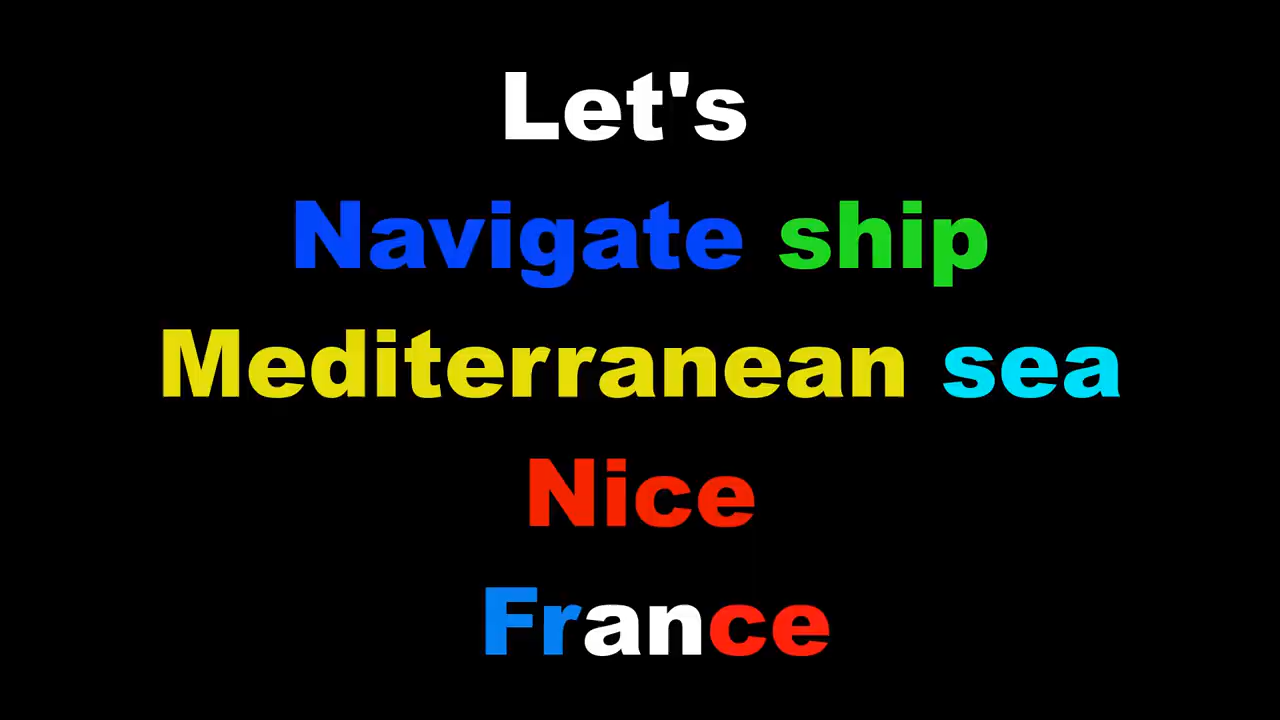 Let's
Navigate ship
Mediterranean sea
Nice
France